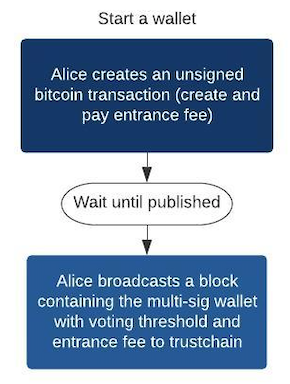 Start a wallet
Alice creates an unsigned
bitcoin transaction (create and
pay entrance fee)
Wait until published
Alice broadcasts a block
containing the multi-sig wallet
with voting threshold and
entrance fee to trustchain